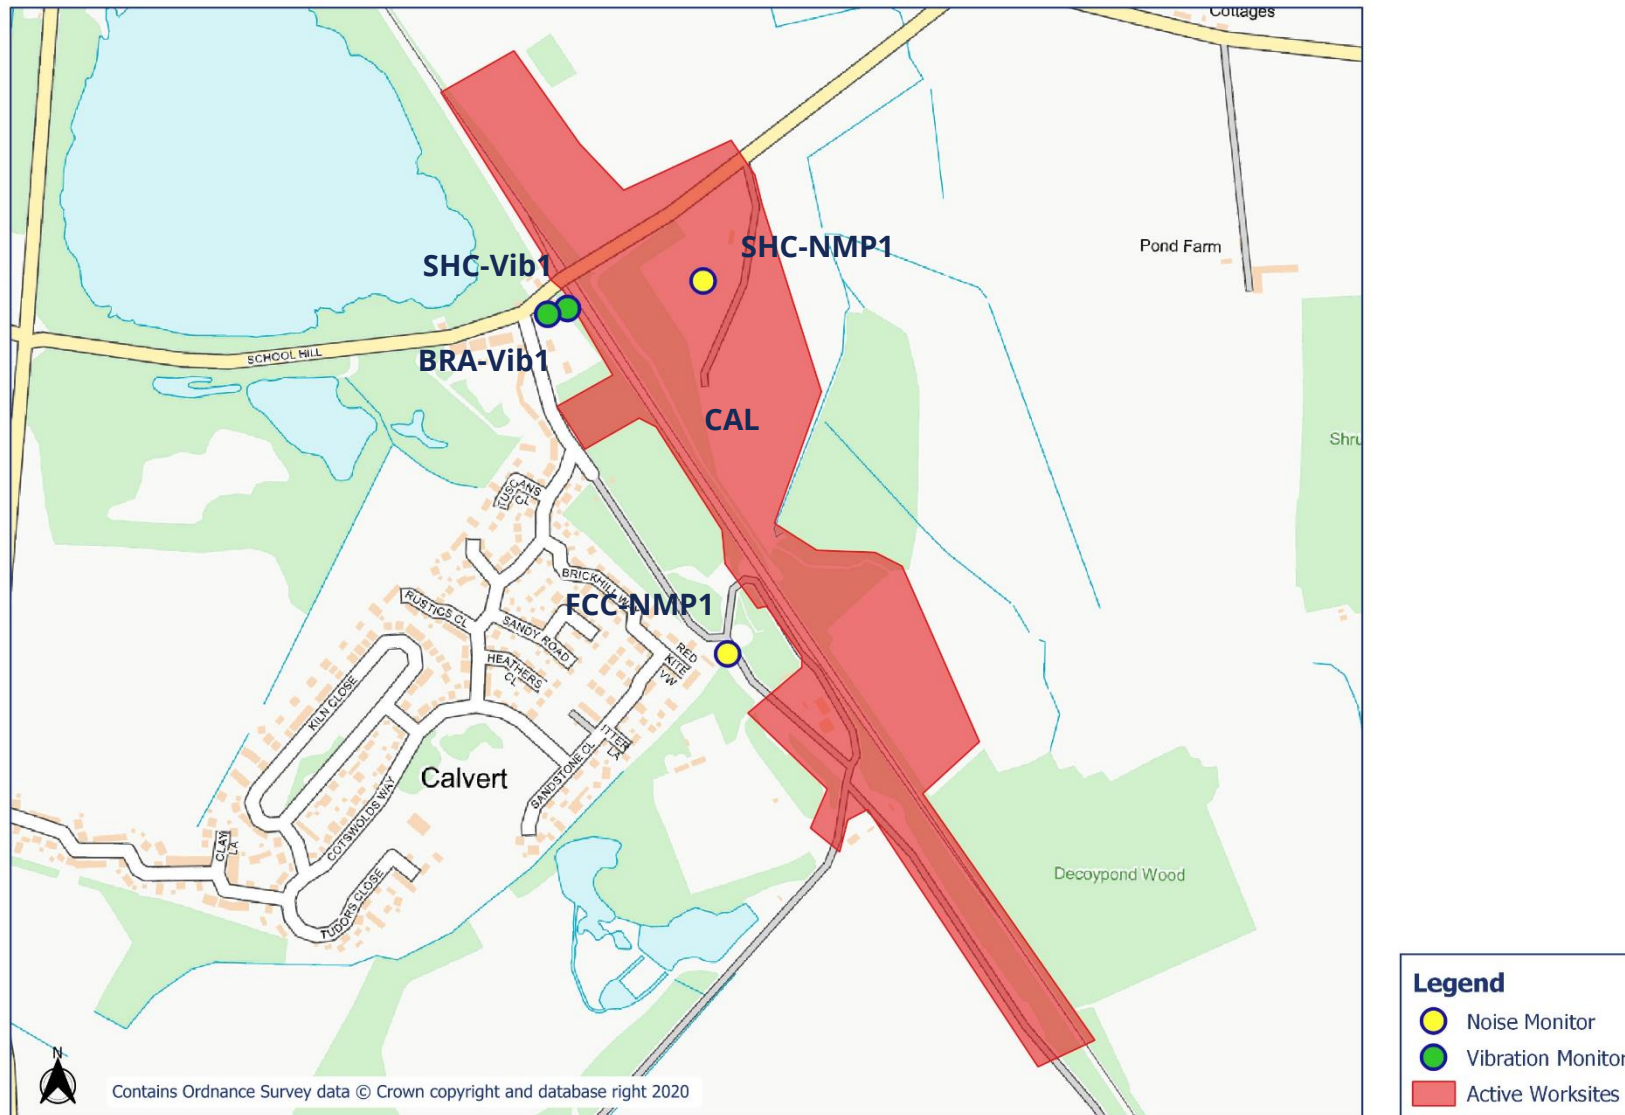 Cottages
SHC-NMP1
Pond Farm
SHC-Vib1
SCHOOL HILL
BRA-Vib1
CAL
TUSCANS
CL
BRICKHILL
FCC-NMP1
RUSTICS CL
SANDY ROAD
RED
KITE
VW
HEATHERS
CL
KILN CLOSE
ITTER
LA
SANDSTONE CL
Calvert
COTSWOLDS WAY
CLAY
LA
TUDORS CLOSE
Decoypond Wood
N
Contains Ordnance Survey data © Crown copyright and database right 2020
Legend
Noise Monitor
Vibration Monitor
Active Worksites